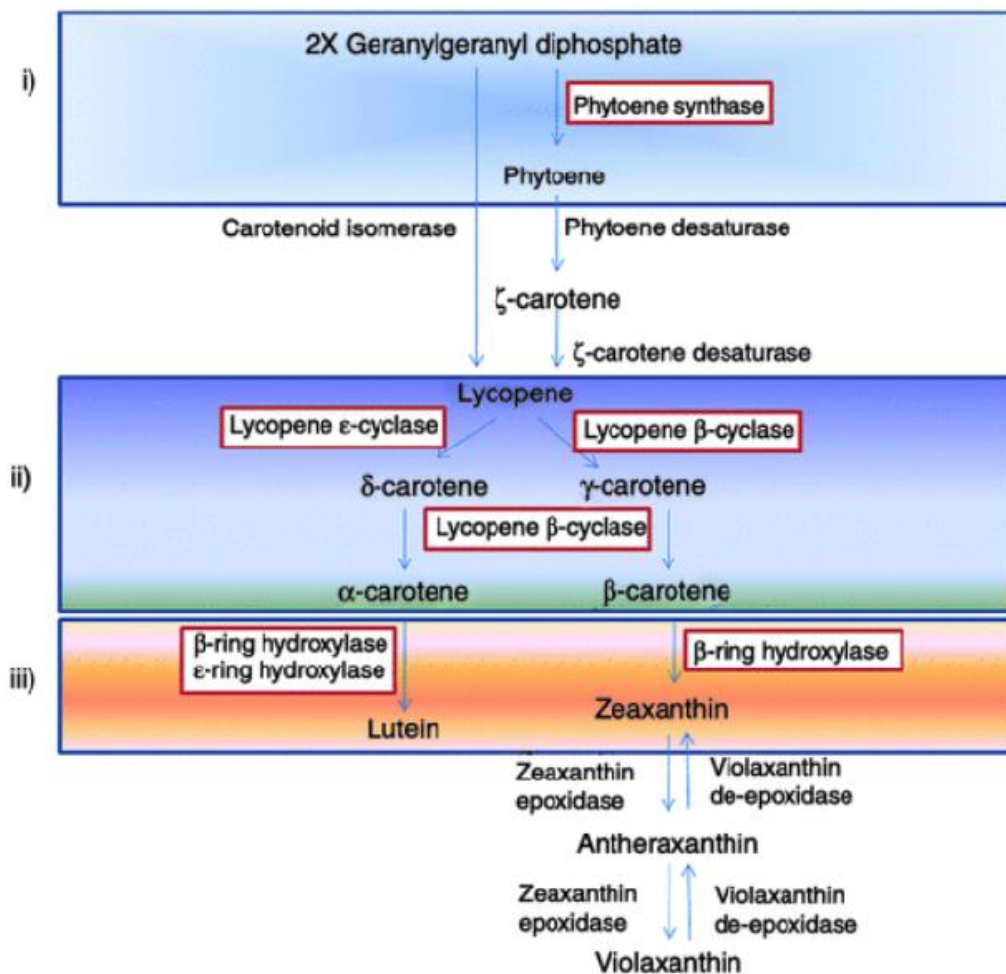 2X Geranylgeranyl diphosphate
i)
Phytoene synthase
Phytoene
Carotenoid isomerase
Phytoene desaturase
ζ-carotene
ζ-carotene desaturase
Lycopene
Lycopene ε-cyclase
Lycopene β-cyclase
ii)
δ-carotene
γ-carotene
Lycopene β-cyclase
α-carotene
β-carotene
β-ring hydroxylase
ε-ring hydroxylase
β-ring hydroxylase
iii)
Lutein
Zeaxanthin
Zeaxanthin
epoxidase
Violaxanthin
de-epoxidase
Antheraxanthin
Zeaxanthin
epoxidase
Violaxanthin
de-epoxidase
Violaxanthin